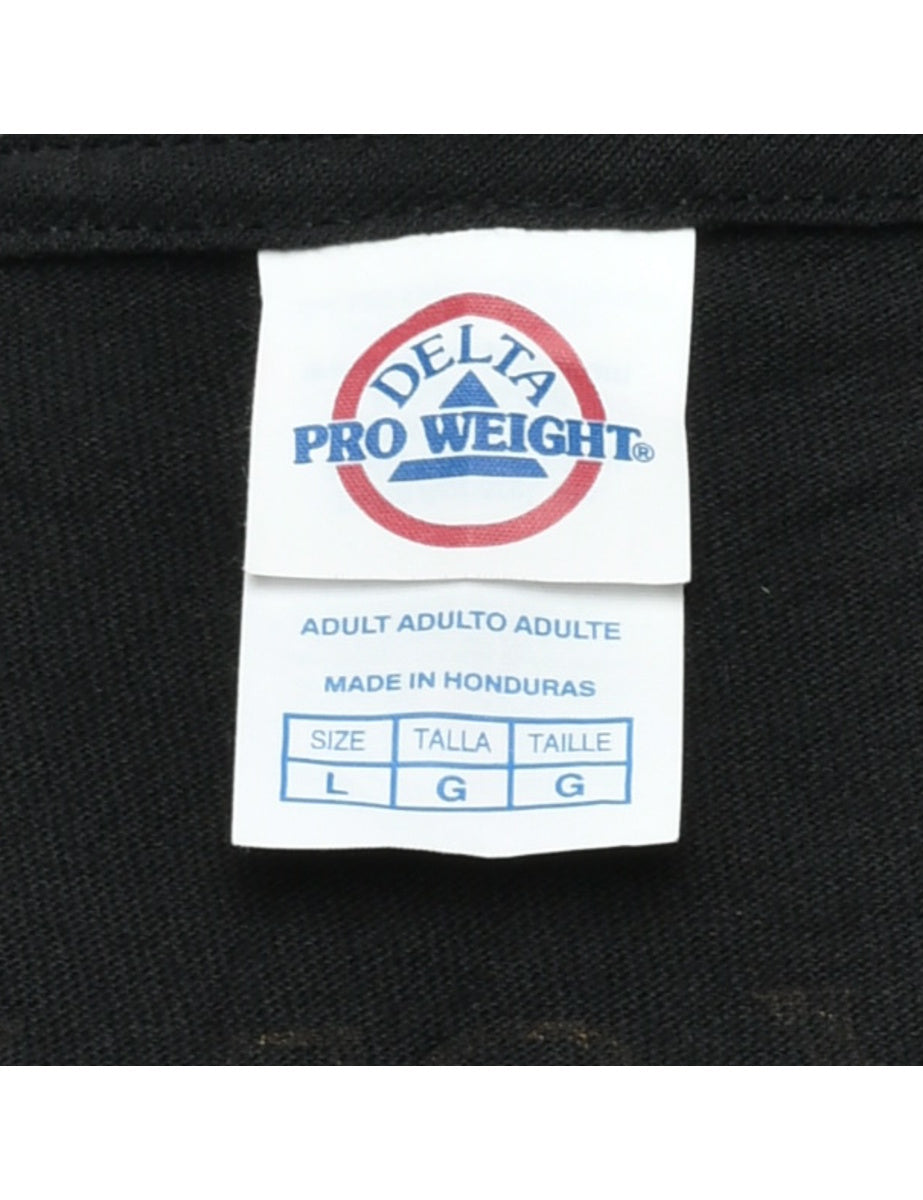 DELTA
PRO WEIGHT®
ADULT ADULTO ADULTE
MADE IN HONDURAS
SIZE TALLA TAILLE
L G G